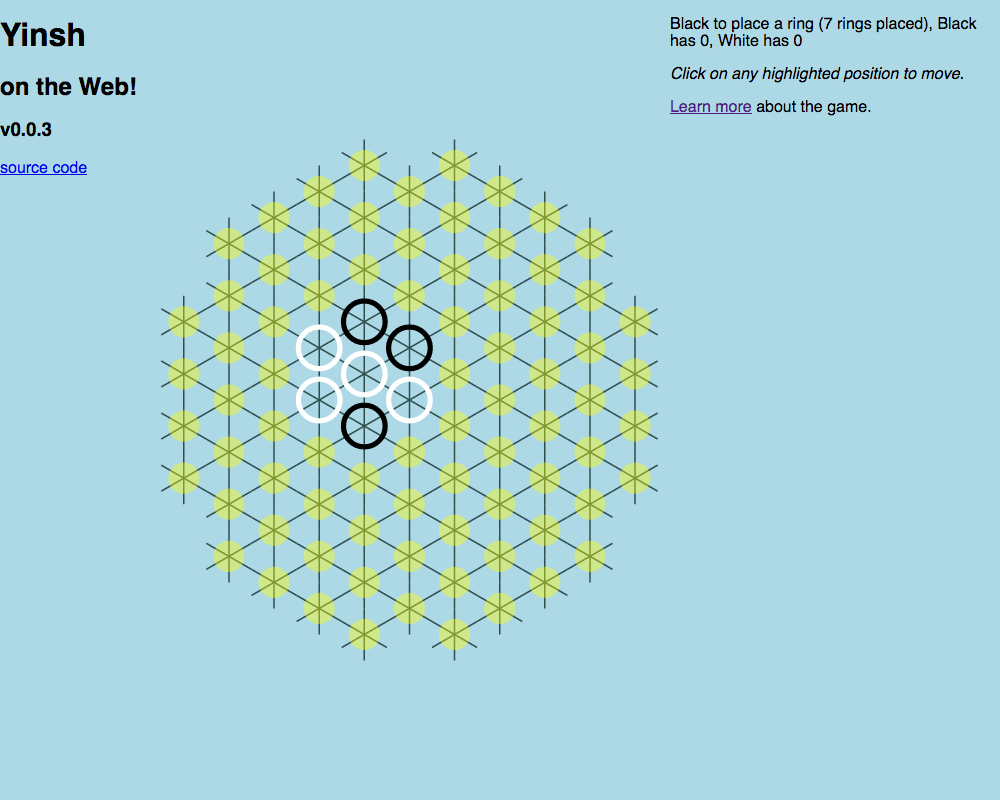 Yinsh
on the Web!
v0.0.3
source code
Black to place a ring (7 rings placed), Black
has 0, White has 0
Click on any highlighted position to move.
Learn more about the game.